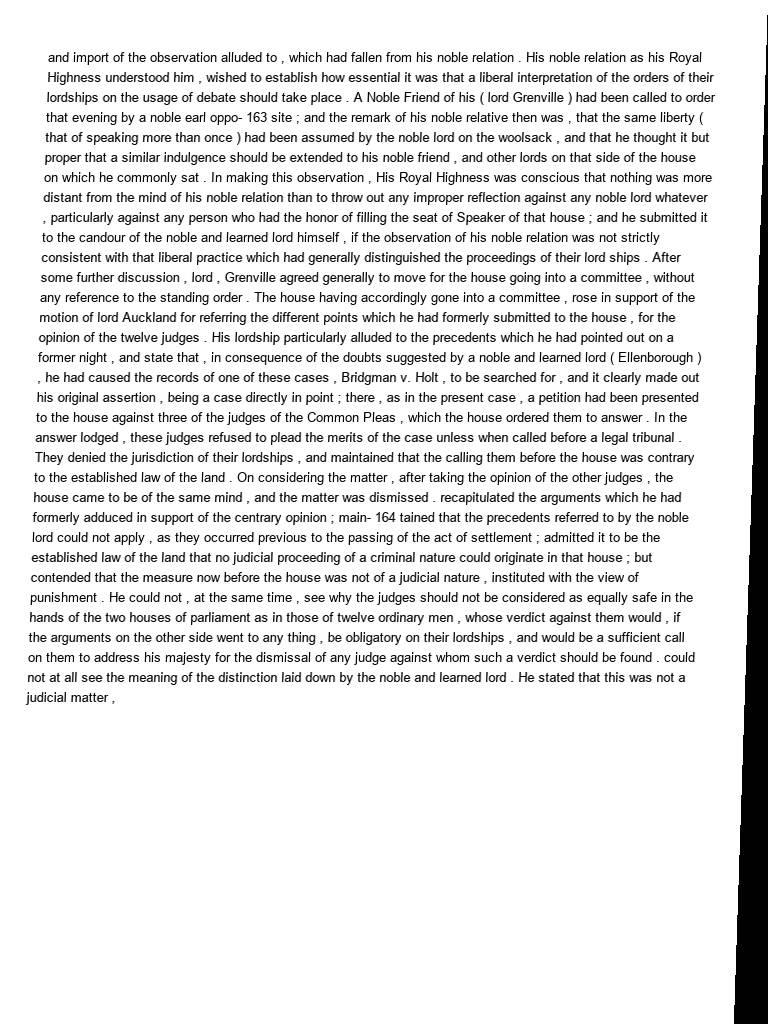 and import of the observation alluded to , which had fallen from his noble relation . His noble relation as his Royal
Highness understood him , wished to establish how essential it was that a liberal interpretation of the orders of their
lordships on the usage of debate should take place . A Noble Friend of his ( lord Grenville ) had been called to order
that evening by a noble earl oppo- 163 site ; and the remark of his noble relative then was , that the same liberty (
that of speaking more than once ) had been assumed by the noble lord on the woolsack , and that he thought it but
proper that a similar indulgence should be extended to his noble friend , and other lords on that side of the house
on which he commonly sat . In making this observation , His Royal Highness was conscious that nothing was more
distant from the mind of his noble relation than to throw out any improper reflection against any noble lord whatever
, particularly against any person who had the honor of filling the seat of Speaker of that house ; and he submitted it
to the candour of the noble and learned lord himself , if the observation of his noble relation was not strictly
consistent with that liberal practice which had generally distinguished the proceedings of their lord ships . After
some further discussion , lord , Grenville agreed generally to move for the house going into a committee , without
any reference to the standing order . The house having accordingly gone into a committee , rose in support of the
motion of lord Auckland for referring the different points which he had formerly submitted to the house , for the
opinion of the twelve judges . His lordship particularly alluded to the precedents which he had pointed out on a
former night , and state that , in consequence of the doubts suggested by a noble and learned lord ( Ellenborough )
, he had caused the records of one of these cases , Bridgman v. Holt , to be searched for , and it clearly made out
his original assertion , being a case directly in point ; there , as in the present case , a petition had been presented
to the house against three of the judges of the Common Pleas , which the house ordered them to answer . In the
answer lodged , these judges refused to plead the merits of the case unless when called before a legal tribunal .
They denied the jurisdiction of their lordships , and maintained that the calling them before the house was contrary
to the established law of the land . On considering the matter , after taking the opinion of the other judges , the
house came to be of the same mind , and the matter was dismissed . recapitulated the arguments which he had
formerly adduced in support of the centrary opinion ; main- 164 tained that the precedents referred to by the noble
lord could not apply , as they occurred previous to the passing of the act of settlement ; admitted it to be the
established law of the land that no judicial proceeding of a criminal nature could originate in that house ; but
contended that the measure now before the house was not of a judicial nature , instituted with the view of
punishment . He could not , at the same time , see why the judges should not be considered as equally safe in the
hands of the two houses of parliament as in those of twelve ordinary men , whose verdict against them would , if
the arguments on the other side went to any thing , be obligatory on their lordships , and would be a sufficient call
on them to address his majesty for the dismissal of any judge against whom such a verdict should be found . could
not at all see the meaning of the distinction laid down by the noble and learned lord . He stated that this was not a
judicial matter ,